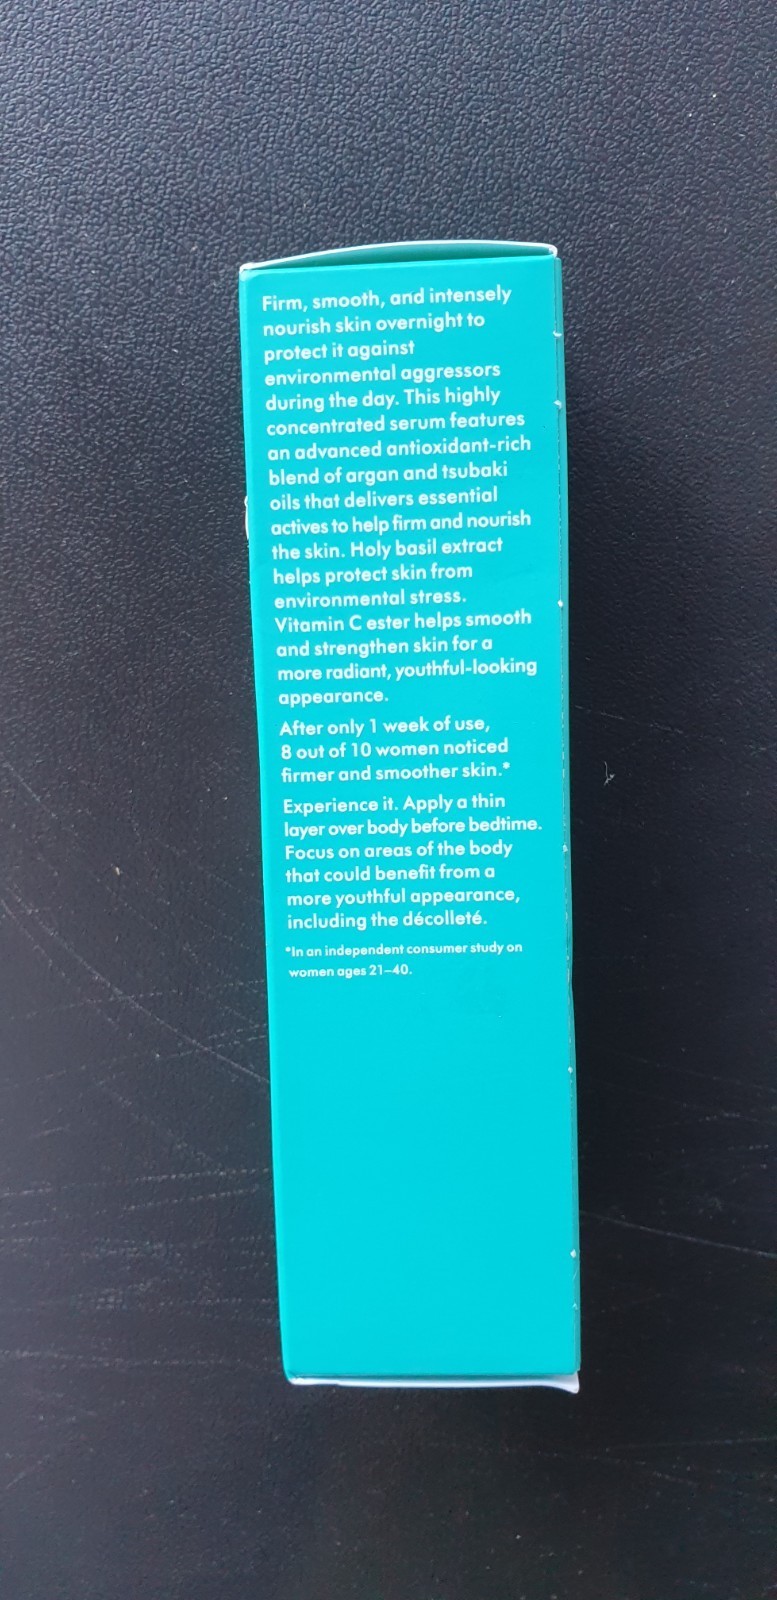 Firm, smooth, and intensely
nourish skin overnight to
protect it against
environmental aggressors
during the day. This highly
concentrated serum features
an advanced antioxidant-rich
blend of argan and tsubaki
oils that delivers essential
actives to help firm and nourish
the skin. Holy basil extract
helps protect skin from
environmental stress.
Vitamin C ester helps smooth
and strengthen skin for a
more radiant, youthful-looking
appearance.
After only 1 week of use,
8 out of 10 women noticed
firmer and smoother skin.*
Experience it. Apply a thin
layer over body before bedtime.
Focus on areas of the body
that could benefit from a
more youthful appearance,
including the décolleté.
*In an independent consumer study on
women ages 21–40.